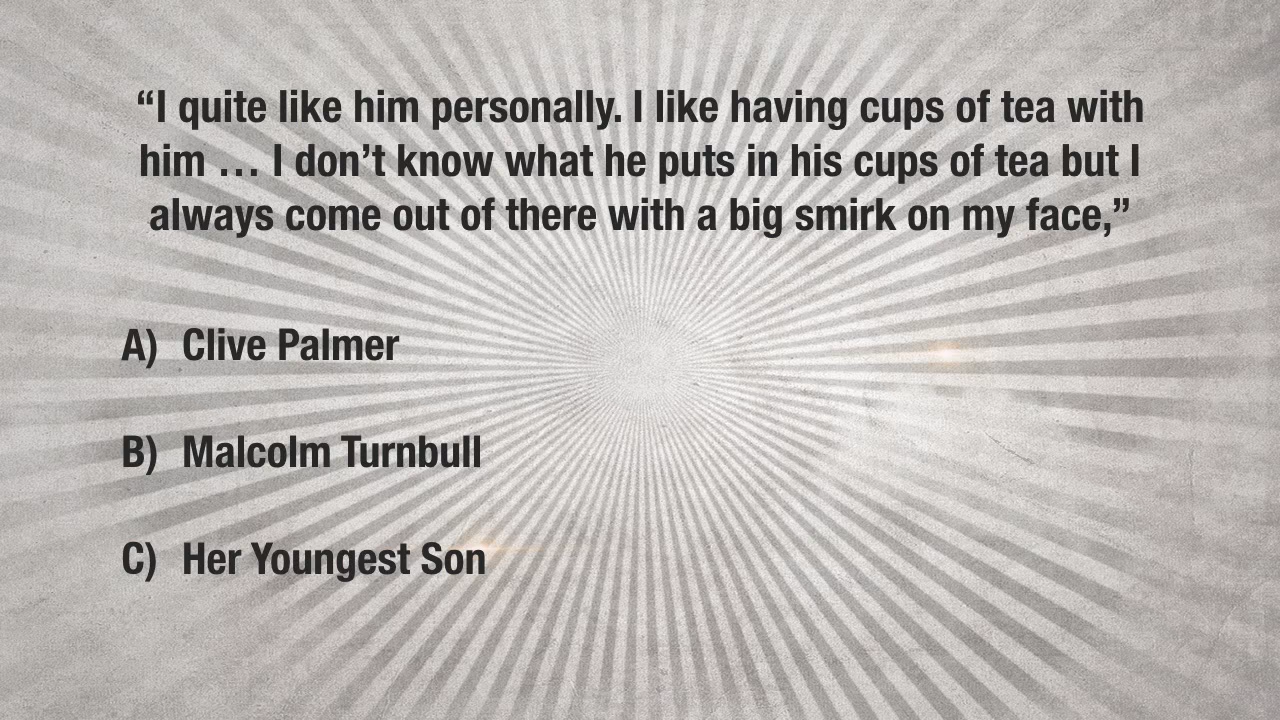 “I quite like him personally. I like having cups of tea with
him … I don’t know what he puts in his cups of tea but I
always come out of there with a big smirk on my face,”
A) Clive Palmer
B) Malcolm Turnbull
C) Her Youngest Son